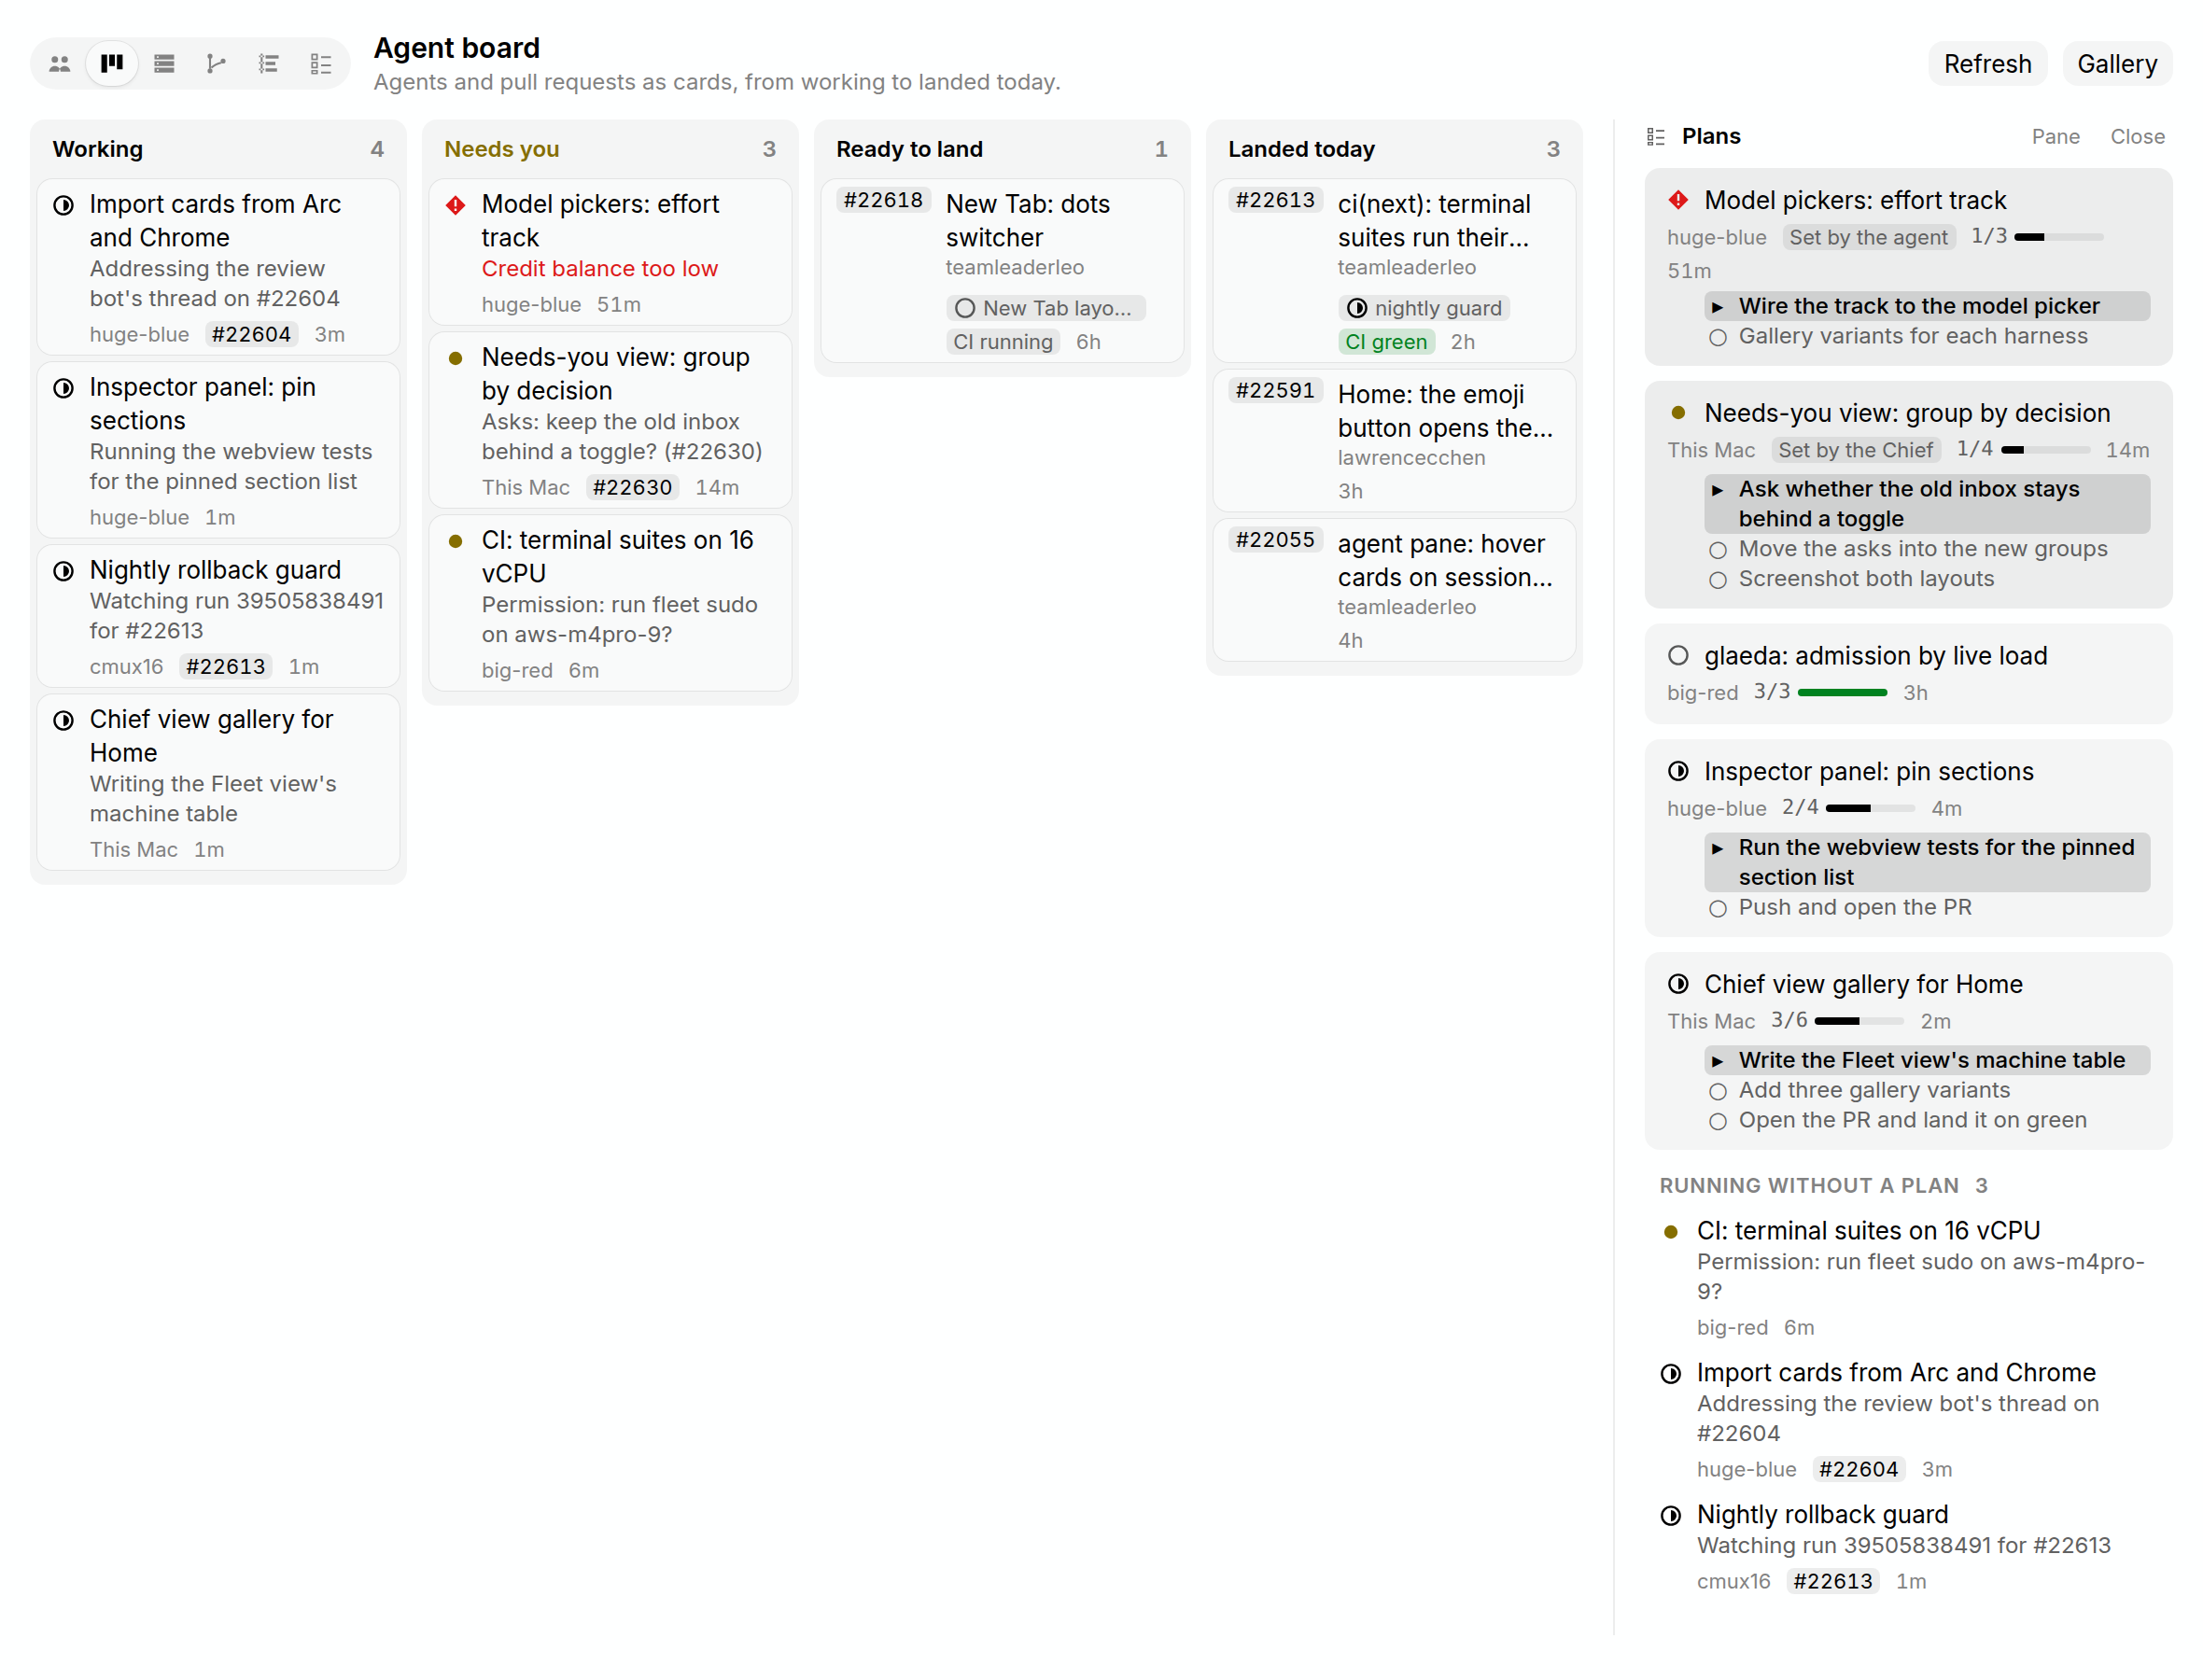 Agent board
Agents and pull requests as cards, from working to landed today.
Refresh
Gallery
Working 4
Import cards from Arc
and Chrome
Addressing the review
bot's thread on #22604
huge-blue #22604 3m
Inspector panel: pin
sections
Running the webview tests
for the pinned section list
huge-blue 1m
Nightly rollback guard
Watching run 39505838491
for #22613
cmux16 #22613 1m
Chief view gallery for
Home
Writing the Fleet view's
machine table
This Mac 1m
Needs you 3
Model pickers: effort
track
Credit balance too low
huge-blue 51m
Needs-you view: group
by decision
Asks: keep the old inbox
behind a toggle? (#22630)
This Mac #22630 14m
CI: terminal suites on 16
vCPU
Permission: run fleet sudo
on aws-m4pro-9?
big-red 6m
Ready to land 1
#22618 New Tab: dots
switcher
teamleaderleo
New Tab layo...
CI running 6h
Landed today 3
#22613 ci(next): terminal
suites run their...
teamleaderleo
nightly guard
CI green 2h
#22591 Home: the emoji
button opens the...
lawrencecchen
3h
#22055 agent pane: hover
cards on session...
teamleaderleo
4h
Plans Pane Close
Model pickers: effort track
huge-blue Set by the agent 1/3
51m
Wire the track to the model picker
Gallery variants for each harness
Needs-you view: group by decision
This Mac Set by the Chief 1/4 14m
Ask whether the old inbox stays
behind a toggle
Move the asks into the new groups
Screenshot both layouts
glaeda: admission by live load
big-red 3/3 3h
Inspector panel: pin sections
huge-blue 2/4 4m
Run the webview tests for the pinned
section list
Push and open the PR
Chief view gallery for Home
This Mac 3/6 2m
Write the Fleet view's machine table
Add three gallery variants
Open the PR and land it on green
RUNNING WITHOUT A PLAN 3
CI: terminal suites on 16 vCPU
Permission: run fleet sudo on aws-m4pro-
9?
big-red 6m
Import cards from Arc and Chrome
Addressing the review bot's thread on
#22604
huge-blue #22604 3m
Nightly rollback guard
Watching run 39505838491 for #22613
cmux16 #22613 1m